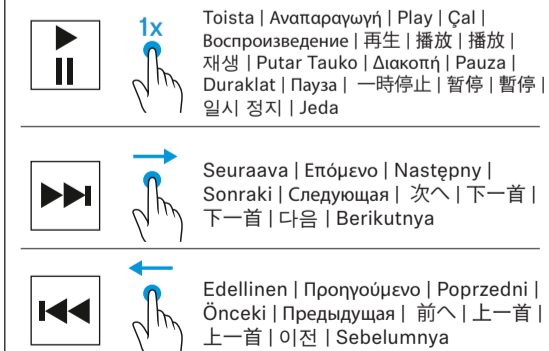 1x
Toista | Αναπαραγωγή | Play | Çal |
Воспроизведение | 再生 | 播放 | 播放 |
재생 | Putar Tauko | Διακοπή | Pauza |
Duraklat | Пауза | 一時停止 | 暂停 | 暫停 |
일시 정지 | Jeda
Seuraava | Επόμενο | Następny |
Sonraki | Следующая | 次へ | 下一首 |
下一首 | 다음 | Berikutnya
Edellinen | Προηγούμενο | Poprzedni |
Önceki | Предыдущая | 前へ | 上一首 |
上一首 | 이전 | Sebelumnya